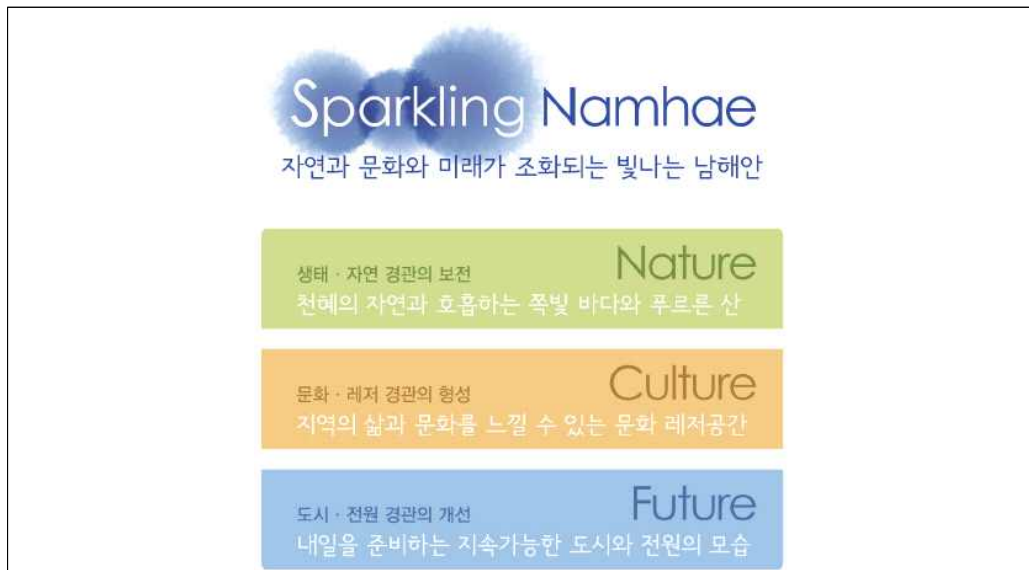 Sparkling Namhae
자연과 문화와 미래가 조화되는 빛나는 남해안
Nature
생태 · 자연 경관의 보전
천혜의 자연과 호흡하는 쪽빛 바다와 푸르른 산
Culture
문화 · 레저 경관의 형성
지역의 삶과 문화를 느낄 수 있는 문화 레저공간
Future
도시 · 전원 경관의 개선
내일을 준비하는 지속가능한 도시와 전원의 모습